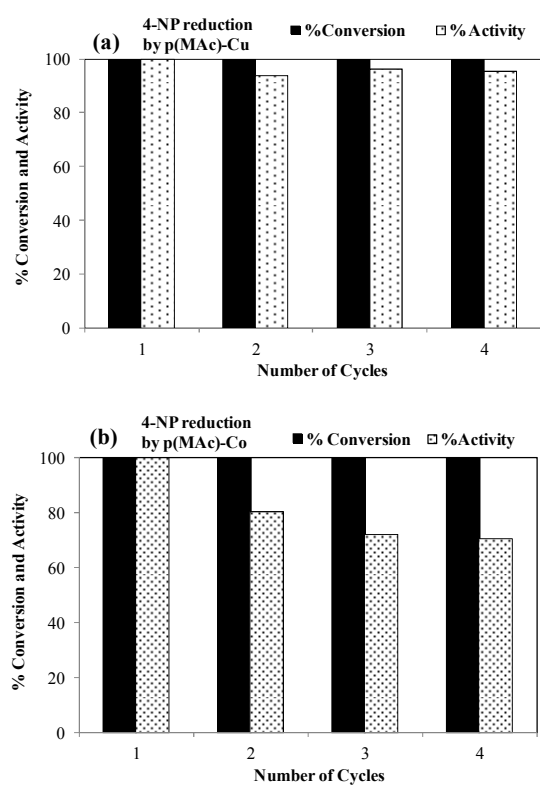 (a)
4-NP reduction
by p(MAc)-Cu
%Conversion
%Activity
% Conversion and Activity
100
80
60
40
20
0
1 2 3 4
Number of Cycles
(b)
4-NP reduction
by p(MAc)-Co
% Conversion
%Activity
% Conversion and Activity
100
80
60
40
20
0
1 2 3 4
Number of Cycles